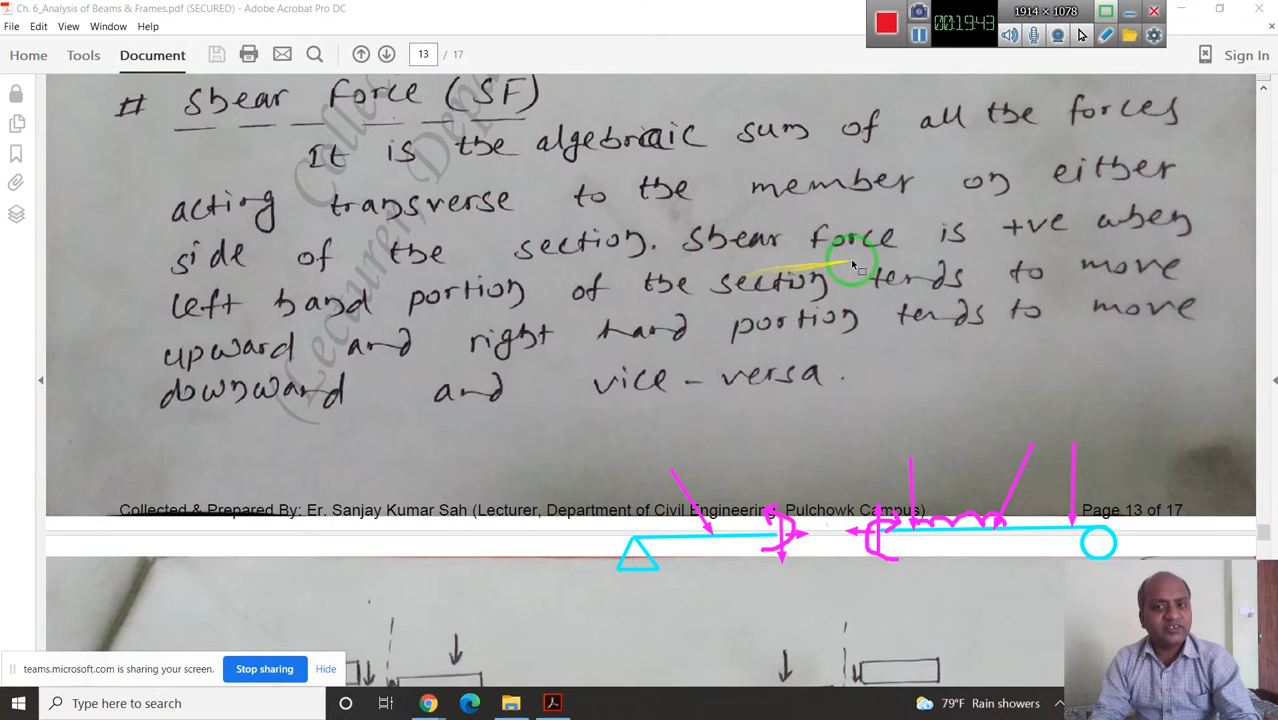 Ch. 6_Analysis of Beams & Frames.pdf (SECURED) - Adobe Acrobat Pro DC
1914 × 1078
00:19:43
File Edit View Window Help
Home Tools Document 13 / 17 Sign In
# Shear Force (SF)
It is the algebraic sum of all the forces
acting transverse to the member on either
side of the section. Shear force is +ve when
left hand portion of the section tends to move
upward and right hand portion tends to move
downward and vice-versa.
(Lecturer, Dep
Collected & Prepared By: Er. Sanjay Kumar Sah (Lecturer, Department of Civil Engineering, Pulchowk Campus) Page 13 of 17
teams.microsoft.com is sharing your screen. Stop sharing Hide
Type here to search
79°F Rain showers